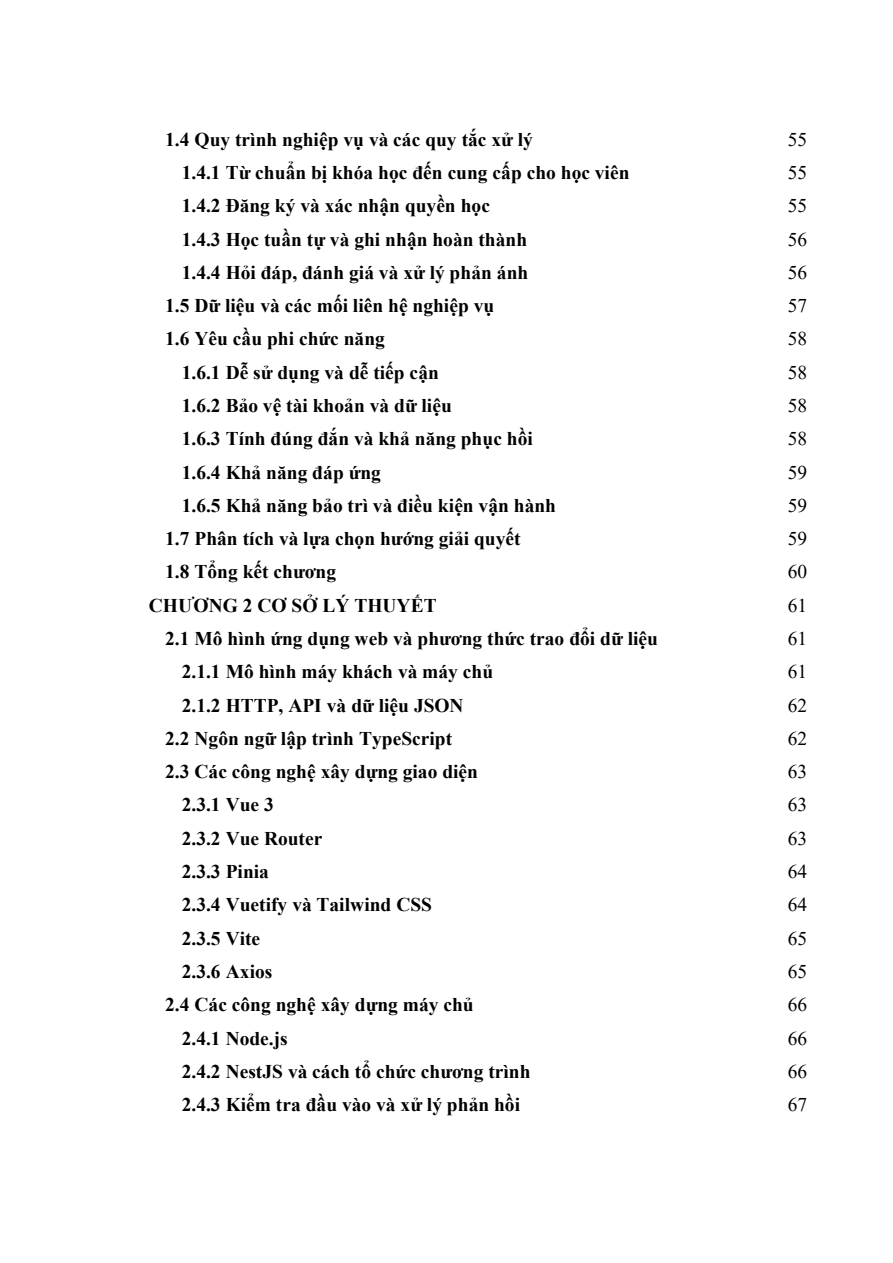 1.4 Quy trình nghiệp vụ và các quy tắc xử lý 55
1.4.1 Từ chuẩn bị khóa học đến cung cấp cho học viên 55
1.4.2 Đăng ký và xác nhận quyền học 55
1.4.3 Học tuần tự và ghi nhận hoàn thành 56
1.4.4 Hỏi đáp, đánh giá và xử lý phản ánh 56
1.5 Dữ liệu và các mối liên hệ nghiệp vụ 57
1.6 Yêu cầu phi chức năng 58
1.6.1 Dễ sử dụng và dễ tiếp cận 58
1.6.2 Bảo vệ tài khoản và dữ liệu 58
1.6.3 Tính đúng đắn và khả năng phục hồi 58
1.6.4 Khả năng đáp ứng 59
1.6.5 Khả năng bảo trì và điều kiện vận hành 59
1.7 Phân tích và lựa chọn hướng giải quyết 59
1.8 Tổng kết chương 60
CHƯƠNG 2 CƠ SỞ LÝ THUYẾT 61
2.1 Mô hình ứng dụng web và phương thức trao đổi dữ liệu 61
2.1.1 Mô hình máy khách và máy chủ 61
2.1.2 HTTP, API và dữ liệu JSON 62
2.2 Ngôn ngữ lập trình TypeScript 62
2.3 Các công nghệ xây dựng giao diện 63
2.3.1 Vue 3 63
2.3.2 Vue Router 63
2.3.3 Pinia 64
2.3.4 Vuetify và Tailwind CSS 64
2.3.5 Vite 65
2.3.6 Axios 65
2.4 Các công nghệ xây dựng máy chủ 66
2.4.1 Node.js 66
2.4.2 NestJS và cách tổ chức chương trình 66
2.4.3 Kiểm tra đầu vào và xử lý phản hồi 67